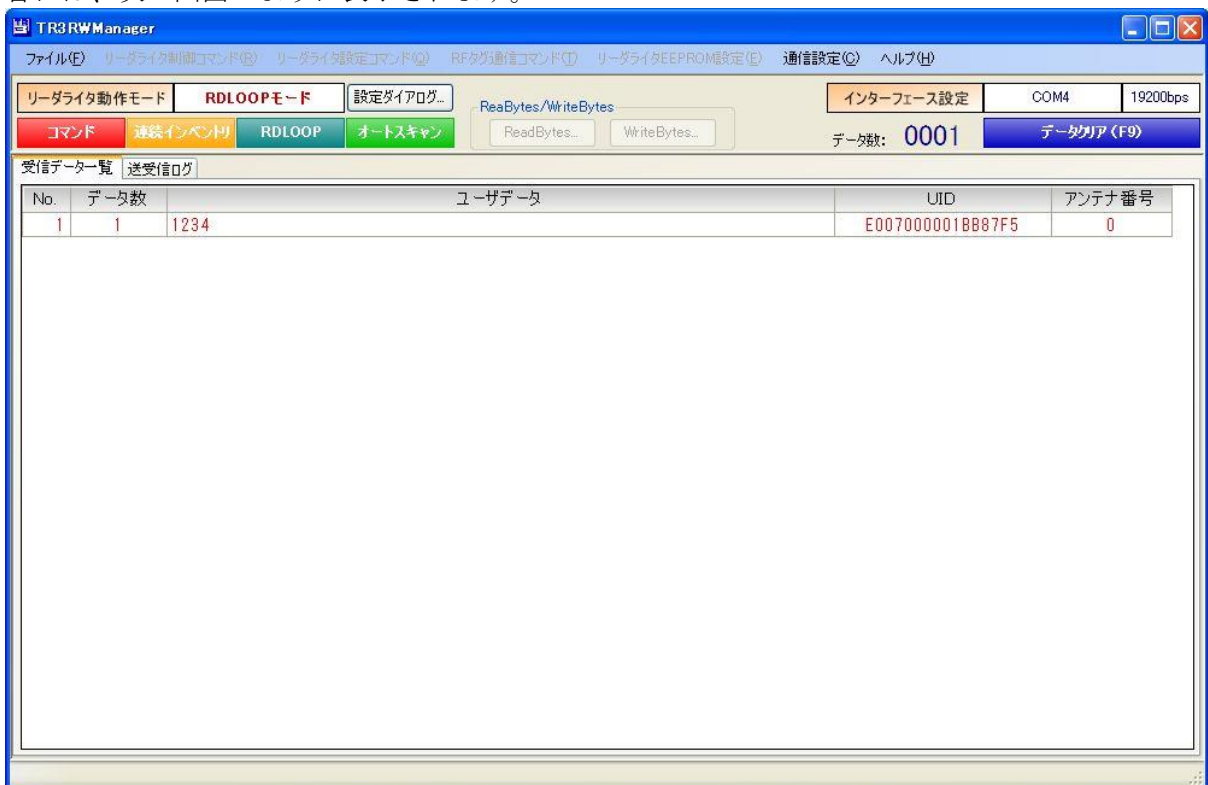 TR3RWManager
ファイル(F) リーダライタ制御コマンド(R) リーダライタ設定コマンド(O) RFタグ通信コマンド(T) リーダライタEEPROM設定(E) 通信設定(C) ヘルプ(H)
リーダライタ動作モード RDLOOPモード 設定ダイアログ... ReaBytes/WriteBytes インターフェース設定 COM4 19200bps
コマンド 連続インベントリ RDLOOP オートスキャン ReadBytes... WriteBytes... データ数: 0001 データクリア(F9)
受信データ一覧 送受信ログ
No. データ数 ユーザデータ UID アンテナ番号
1 1 1234 E007000001BB87F5 0